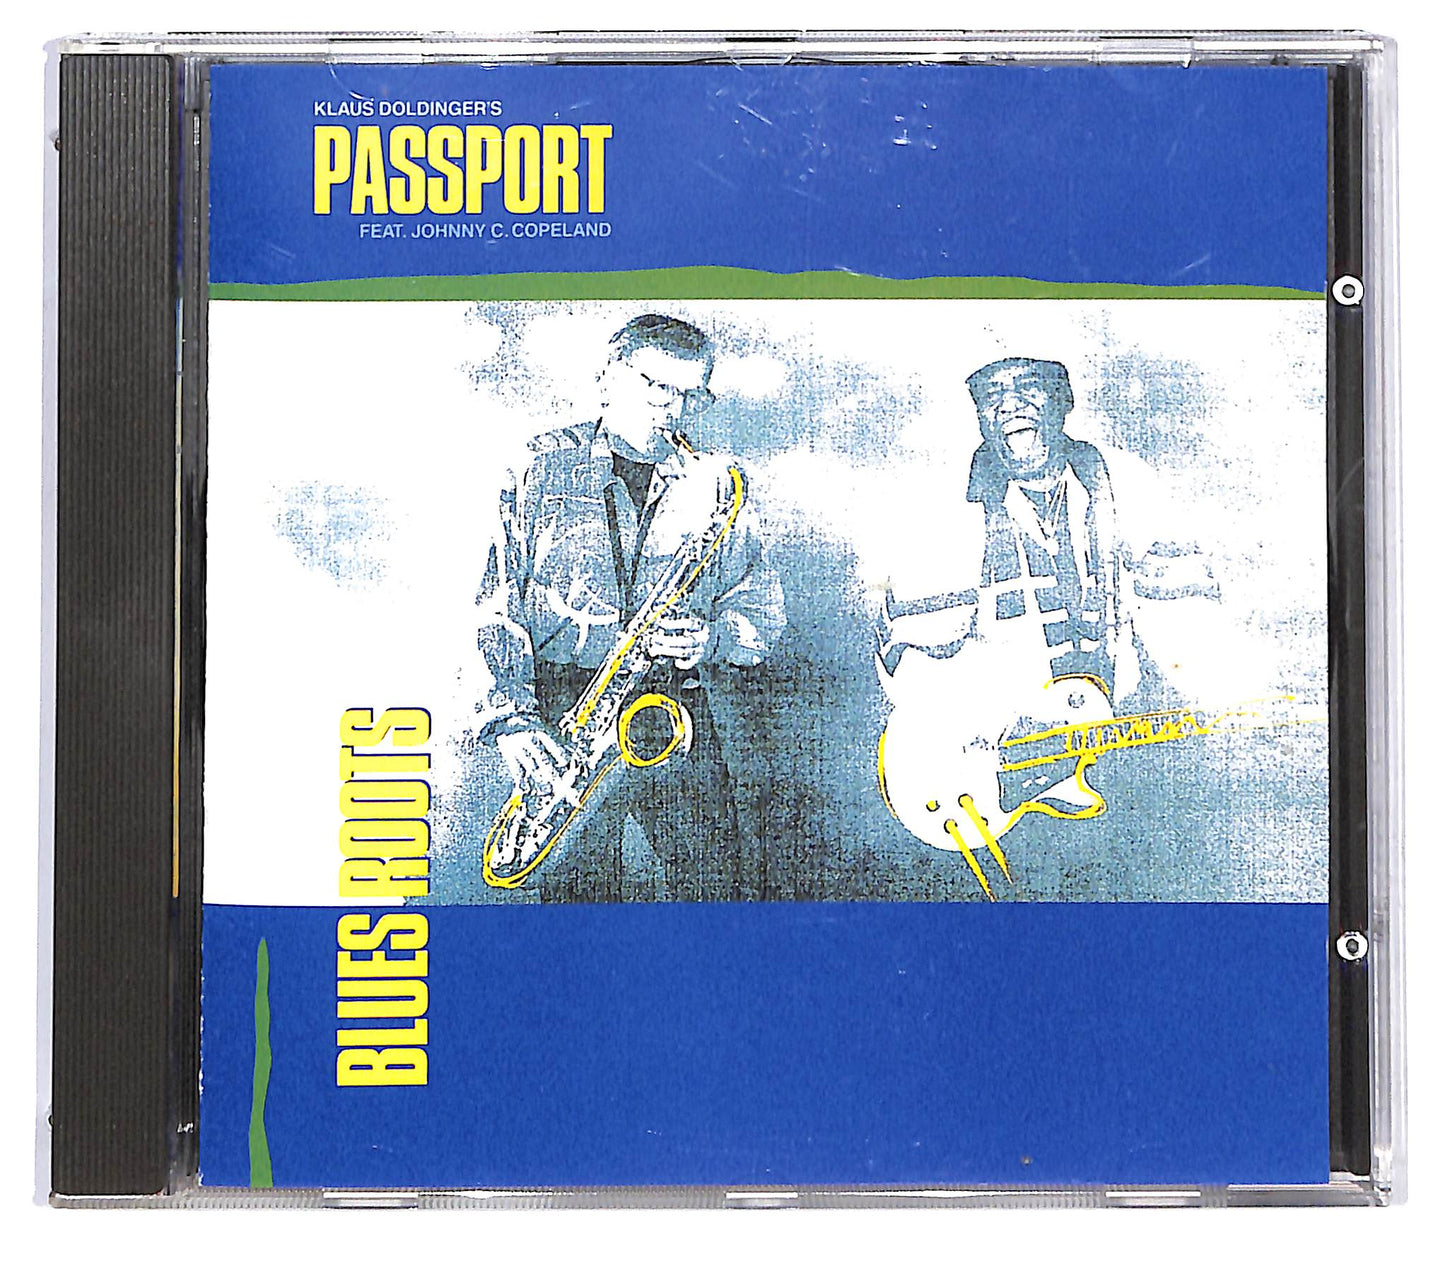 KLAUS DOLDINGER'S
PASSPORT
FEAT. JOHNNY C. COPELAND
BLUES ROOTS